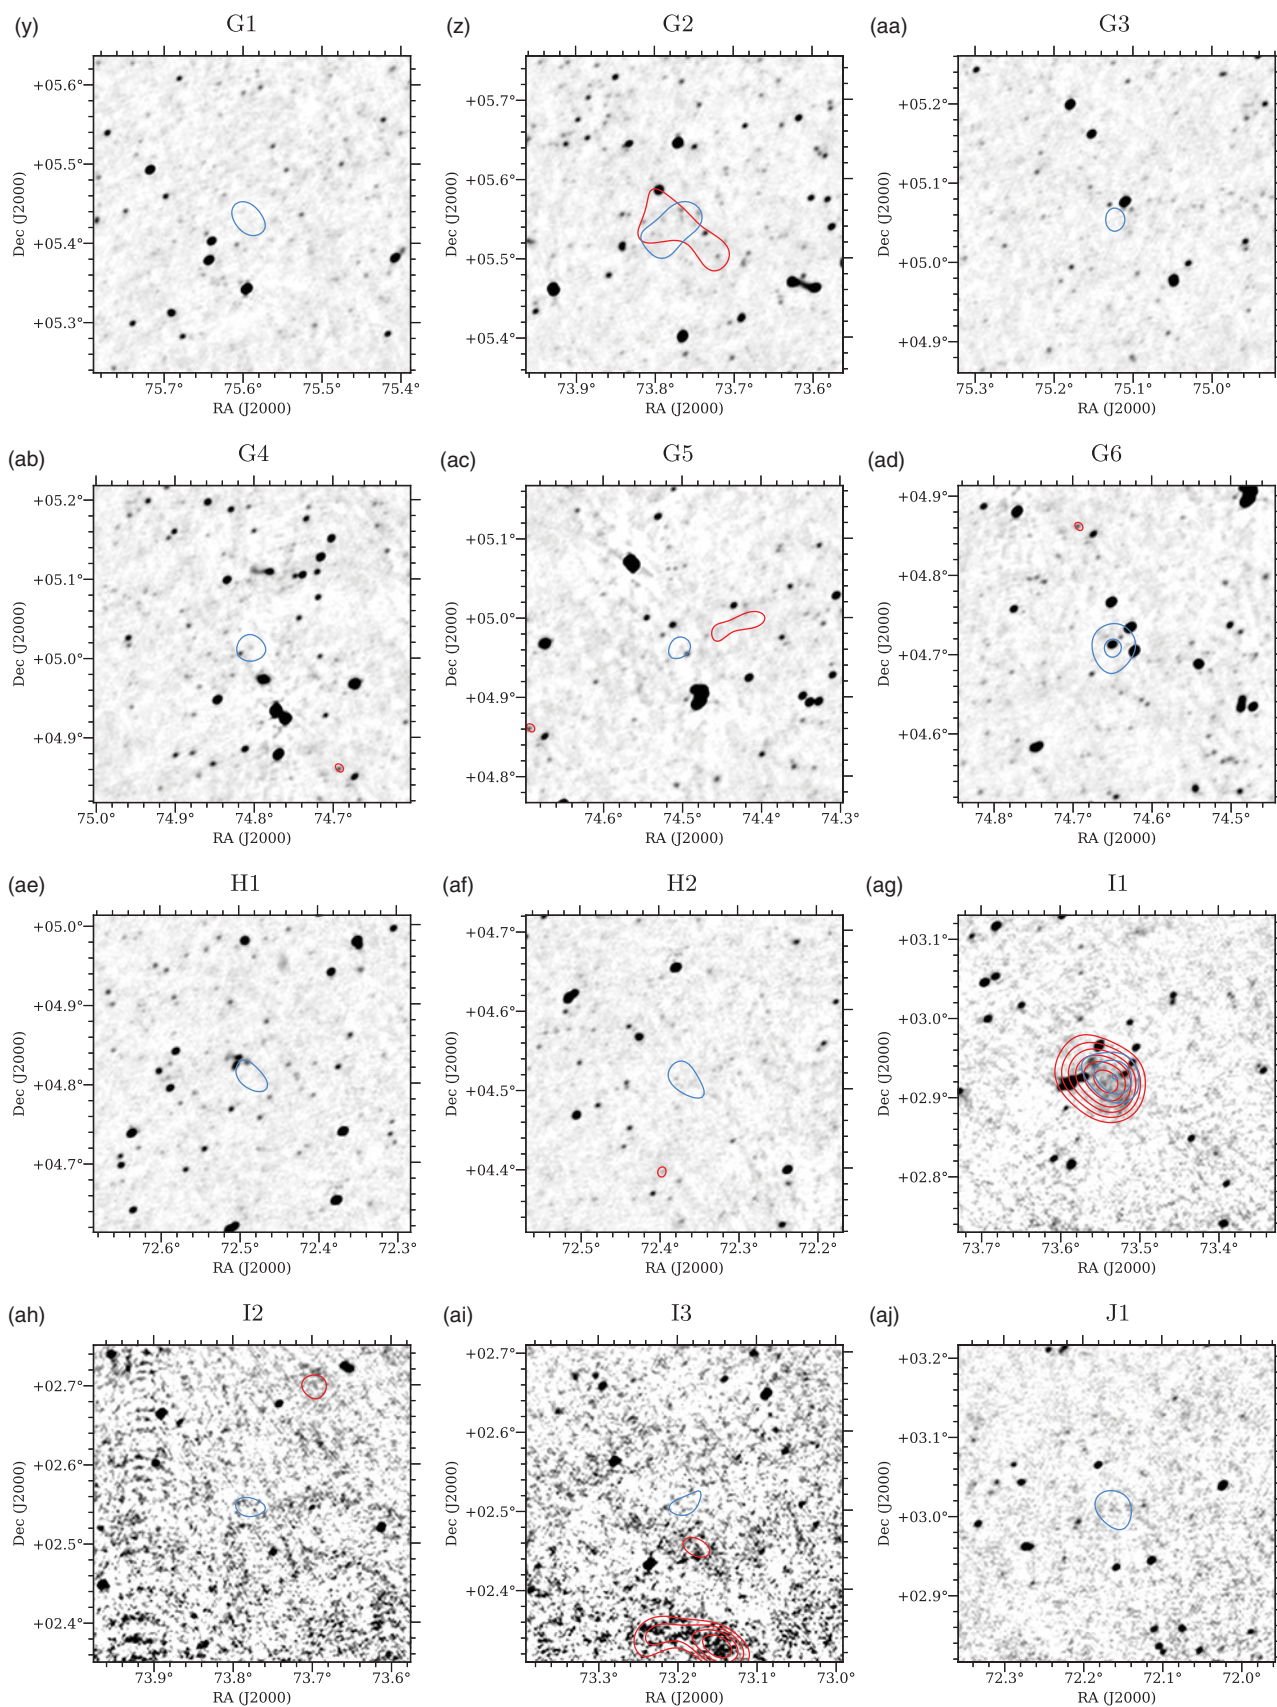 (y) G1 (z) G2 (aa) G3
+05.6°
+05.5°
+05.4°
+05.3°
Dec (J2000)
75.7° 75.6° 75.5° 75.4°
RA (J2000)
+05.7°
+05.6°
+05.5°
+05.4°
Dec (J2000)
73.9° 73.8° 73.7° 73.6°
RA (J2000)
+05.2°
+05.1°
+05.0°
+04.9°
Dec (J2000)
75.3° 75.2° 75.1° 75.0°
RA (J2000)
(ab) G4 (ac) G5 (ad) G6
+05.2°
+05.1°
+05.0°
+04.9°
Dec (J2000)
75.0° 74.9° 74.8° 74.7°
RA (J2000)
+05.1°
+05.0°
+04.9°
+04.8°
Dec (J2000)
74.6° 74.5° 74.4° 74.3°
RA (J2000)
+04.9°
+04.8°
+04.7°
+04.6°
Dec (J2000)
74.8° 74.7° 74.6° 74.5°
RA (J2000)
(ae) H1 (af) H2 (ag) I1
+05.0°
+04.9°
+04.8°
+04.7°
Dec (J2000)
72.6° 72.5° 72.4° 72.3°
RA (J2000)
+04.7°
+04.6°
+04.5°
+04.4°
Dec (J2000)
72.5° 72.4° 72.3° 72.2°
RA (J2000)
+03.1°
+03.0°
+02.9°
+02.8°
Dec (J2000)
73.7° 73.6° 73.5° 73.4°
RA (J2000)
(ah) I2 (ai) I3 (aj) J1
+02.7°
+02.6°
+02.5°
+02.4°
Dec (J2000)
73.9° 73.8° 73.7° 73.6°
RA (J2000)
+02.7°
+02.6°
+02.5°
+02.4°
Dec (J2000)
73.3° 73.2° 73.1° 73.0°
RA (J2000)
+03.2°
+03.1°
+03.0°
+02.9°
Dec (J2000)
72.3° 72.2° 72.1° 72.0°
RA (J2000)